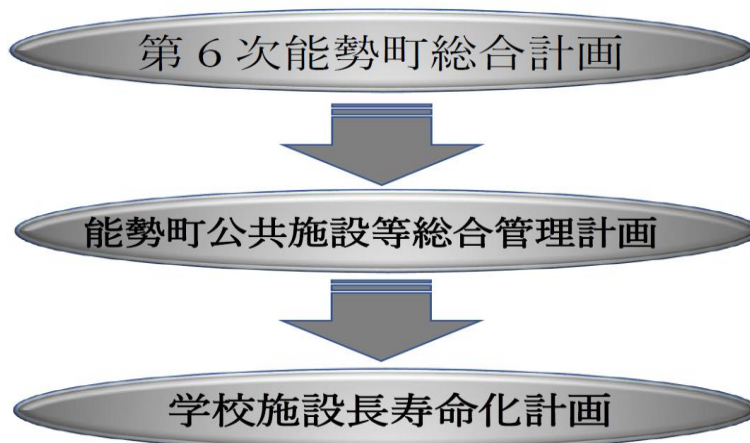 第6次能勢町総合計画
能勢町公共施設等総合管理計画
学校施設長寿命化計画